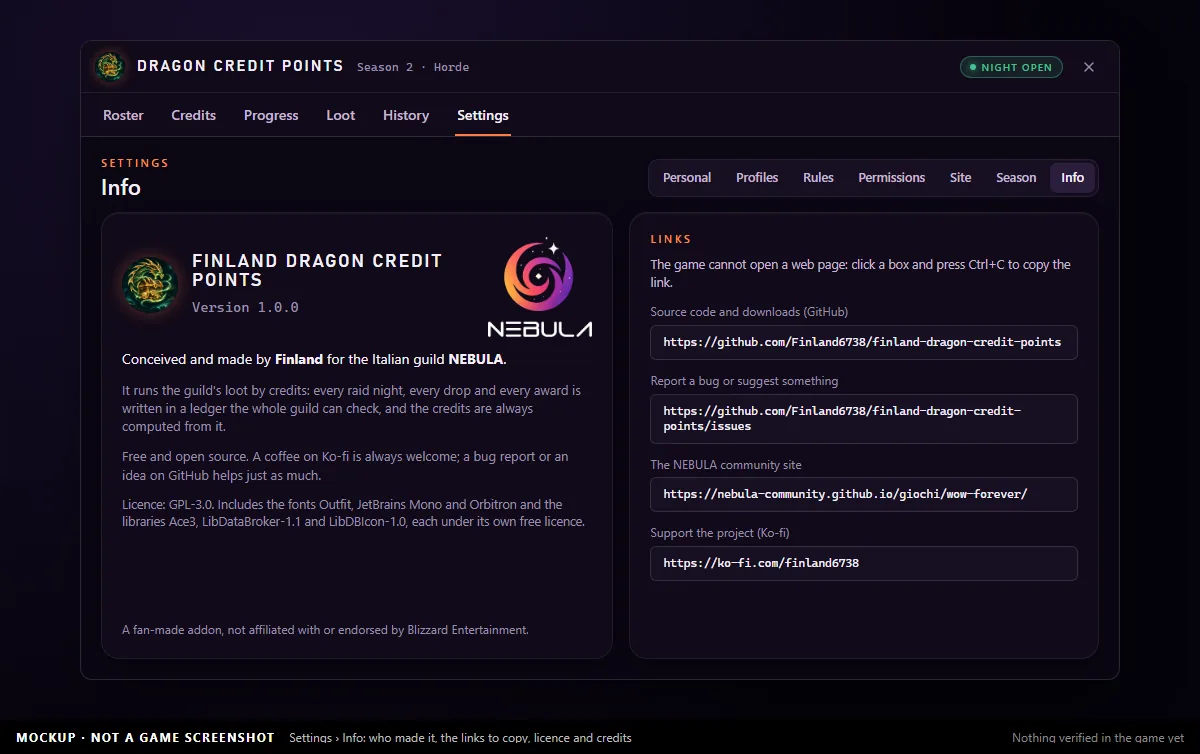 DRAGON CREDIT POINTS Season 2 · Horde
NIGHT OPEN
Roster Credits Progress Loot History Settings
SETTINGS
Info
Personal Profiles Rules Permissions Site Season Info
FINLAND DRAGON CREDIT
POINTS
Version 1.0.0
NEBULA
Conceived and made by Finland for the Italian guild NEBULA.
It runs the guild's loot by credits: every raid night, every drop and every award is
written in a ledger the whole guild can check, and the credits are always
computed from it.
Free and open source. A coffee on Ko-fi is always welcome; a bug report or an
idea on GitHub helps just as much.
Licence: GPL-3.0. Includes the fonts Outfit, JetBrains Mono and Orbitron and the
libraries Ace3, LibDataBroker-1.1 and LibDBIcon-1.0, each under its own free licence.
A fan-made addon, not affiliated with or endorsed by Blizzard Entertainment.
LINKS
The game cannot open a web page: click a box and press Ctrl+C to copy the
link.
Source code and downloads (GitHub)
https://github.com/Finland6738/finland-dragon-credit-points
Report a bug or suggest something
https://github.com/Finland6738/finland-dragon-credit-
points/issues
The NEBULA community site
https://nebula-community.github.io/giochi/wow-forever/
Support the project (Ko-fi)
https://ko-fi.com/finland6738
MOCKUP · NOT A GAME SCREENSHOT Settings › Info: who made it, the links to copy, licence and credits
Nothing verified in the game yet